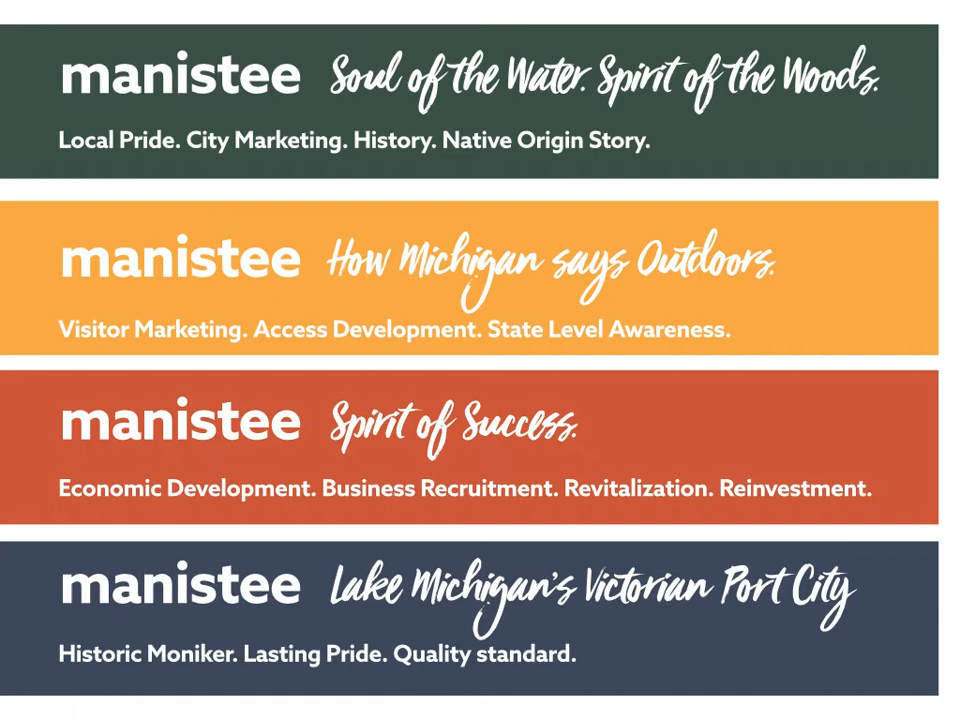 manistee Soul of the Water. Spirit of the Woods.
Local Pride. City Marketing. History. Native Origin Story.
manistee How Michigan says Outdoors.
Visitor Marketing. Access Development. State Level Awareness.
manistee Spirit of Success.
Economic Development. Business Recruitment. Revitalization. Reinvestment.
manistee Lake Michigan's Victorian Port City
Historic Moniker. Lasting Pride. Quality standard.